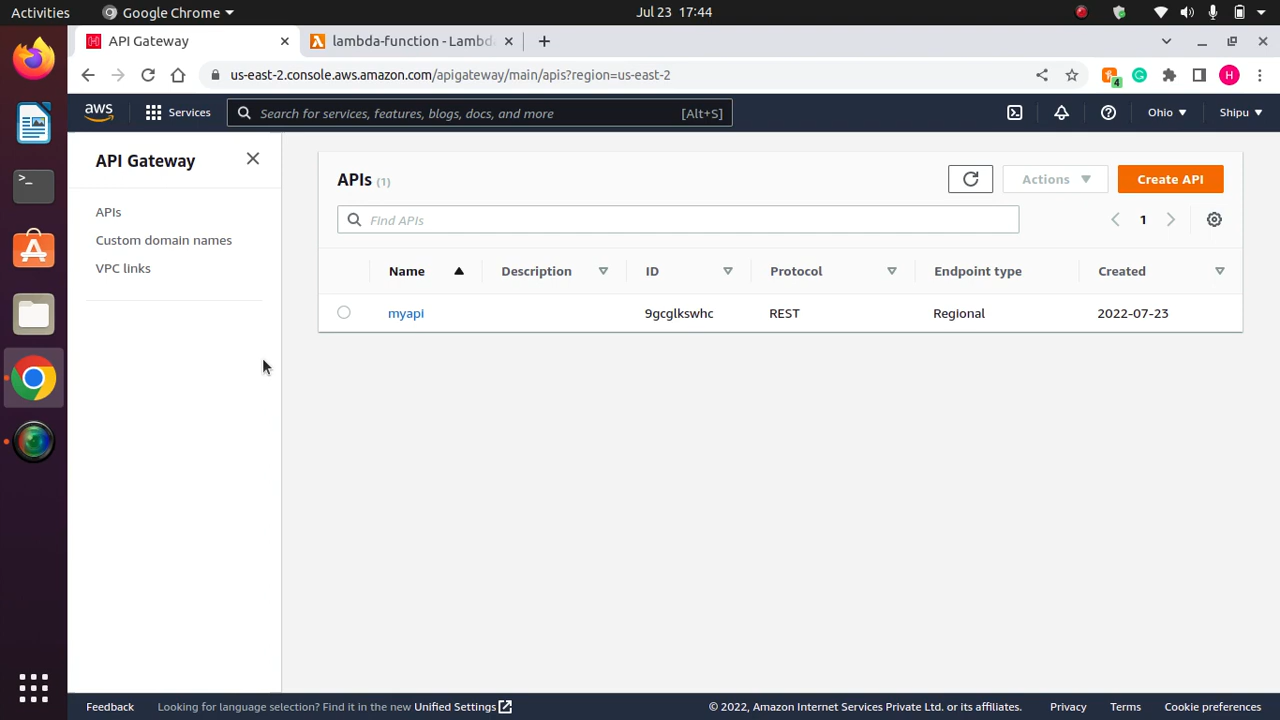 Activities
Google Chrome
Jul 23 17:44
API Gateway
lambda-function - Lambd
us-east-2.console.aws.amazon.com/apigateway/main/apis?region=us-east-2
4
H
aws
Services
Search for services, features, blogs, docs, and more
[Alt+S]
Ohio
Shipu
API Gateway
APIs
Custom domain names
VPC links
APIs (1)
Actions
Create API
Find APIs
1
Name Description ID Protocol Endpoint type Created
myapi 9gcglkswhc REST Regional 2022-07-23
Feedback
Looking for language selection? Find it in the new Unified Settings
© 2022, Amazon Internet Services Private Ltd. or its affiliates.
Privacy
Terms
Cookie preferences